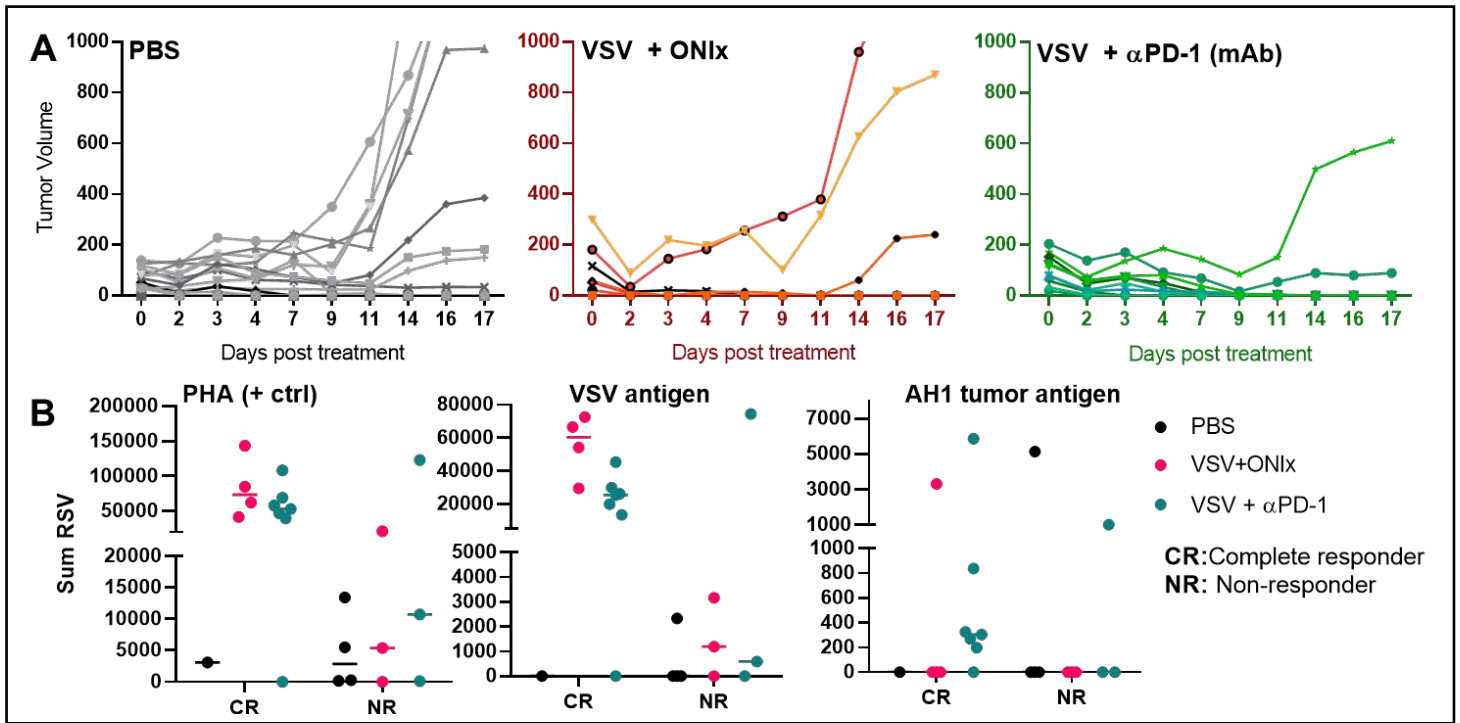 A
PBS
VSV + ONIx
VSV + αPD-1 (mAb)
Tumor Volume
1000
800
600
400
200
0
0 2 3 4 7 9 11 14 16 17
Days post treatment
1000
800
600
400
200
0
0 2 3 4 7 9 11 14 16 17
Days post treatment
1000
800
600
400
200
0
0 2 3 4 7 9 11 14 16 17
Days post treatment
B
PHA (+ ctrl)
Sum RSV
200000
150000
100000
50000
20000
15000
10000
5000
0
CR NR
VSV antigen
80000
60000
40000
20000
5000
4000
3000
2000
1000
0
CR NR
AH1 tumor antigen
7000
5000
3000
1000
1000
800
600
400
200
0
CR NR
PBS
VSV+ONIx
VSV + αPD-1
CR:Complete responder
NR: Non-responder